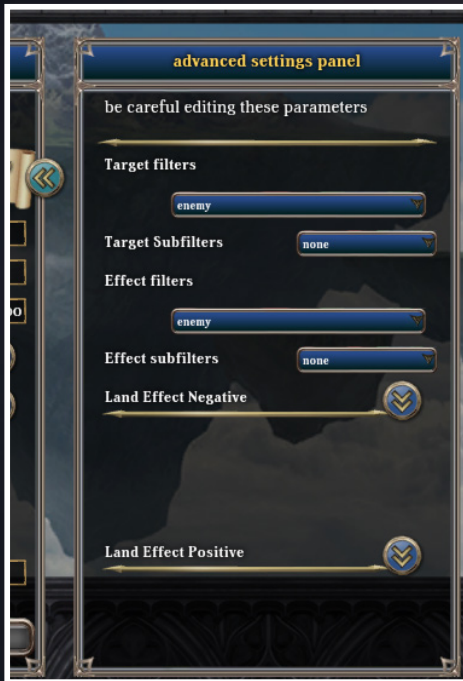 advanced settings panel
be careful editing these parameters
Target filters
enemy
Target Subfilters
none
Effect filters
enemy
Effect subfilters
none
Land Effect Negative
Land Effect Positive